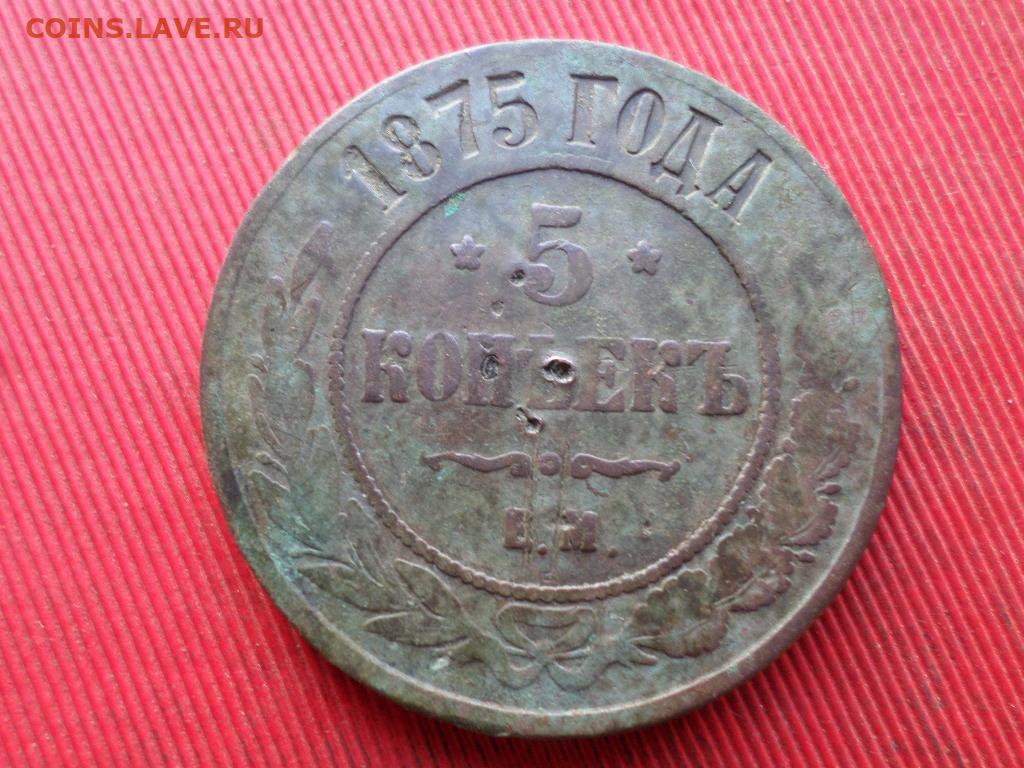 COINS.LAVE.RU
1875 ГОДА
* 5 *
КОПѢЕКЪ
Е.М.